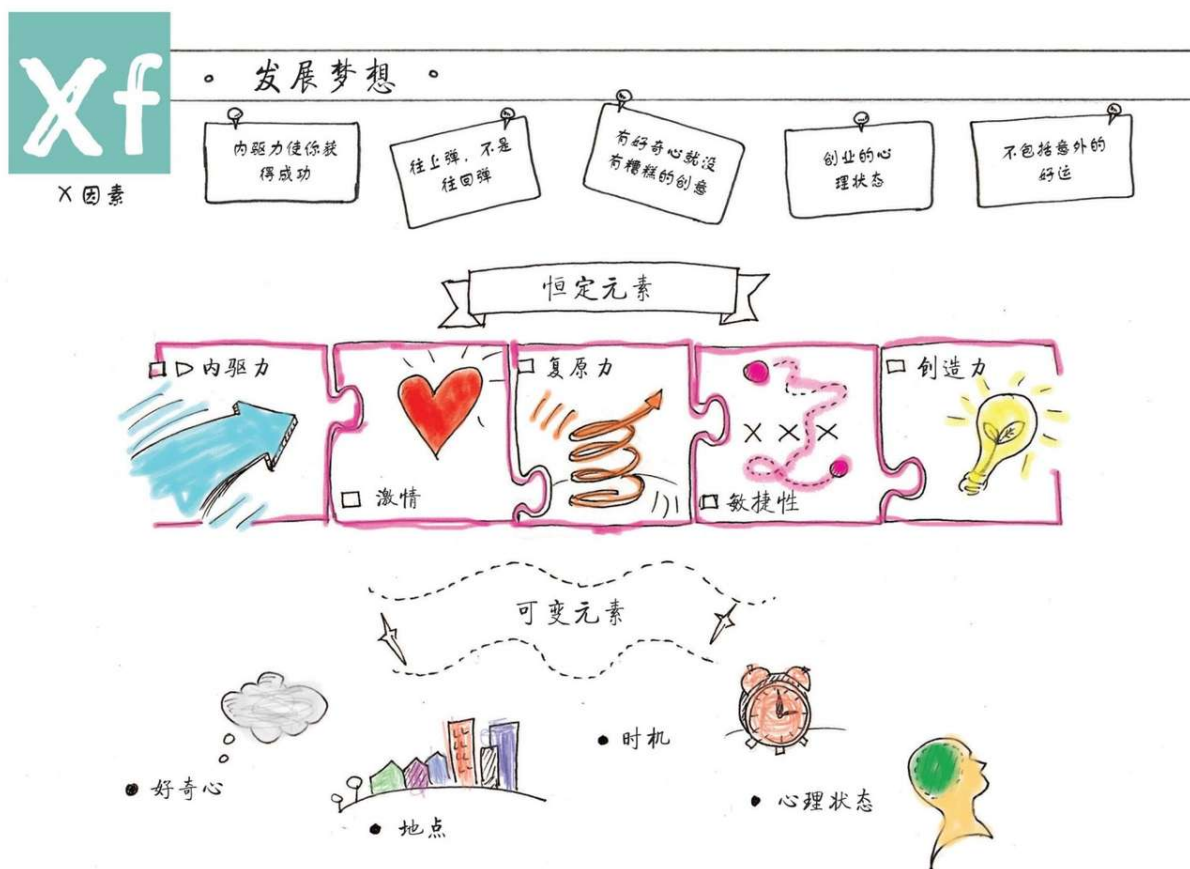 Xf
• 发展梦想 •
X因素
内驱力使你获
得成功
往上弹，不是
往回弹
有好奇心就没
有糟糕的创意
创业的心
理状态
不包括意外的
好运
恒定元素
内驱力
激情
复原力
敏捷性
创造力
可变元素
• 好奇心
• 地点
• 时机
• 心理状态